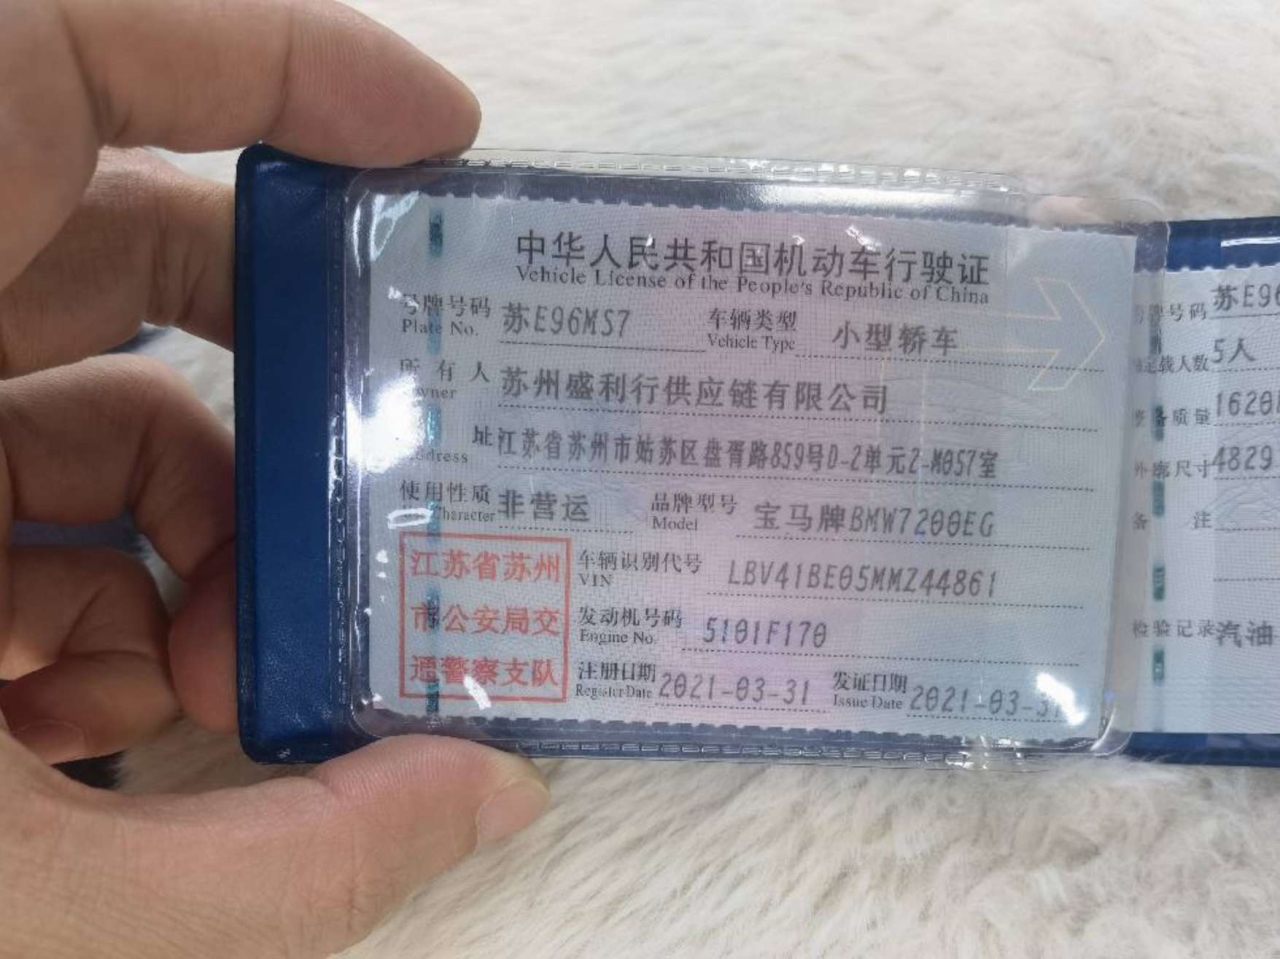 中华人民共和国机动车行驶证
Vehicle License of the People's Republic of China
号牌号码 苏E96MS7 车辆类型 小型轿车
Plate No. Vehicle Type
所有人 苏州盛利行供应链有限公司
Owner
址 江苏省苏州市姑苏区盘胥路859号D-2单元2-M057室
Address
使用性质 非营运 品牌型号 宝马牌BMW7200EG
Character Model
江苏省苏州
市公安局交
通警察支队
车辆识别代号 LBV41BE05MMZ44861
VIN
发动机号码 5101F170
Engine No.
注册日期 2021-03-31 发证日期 2021-03-31
Register Date Issue Date
号牌号码 苏E96
定载人数 5人
整备质量 1620
外廓尺寸 4829
备注
检验记录 汽油